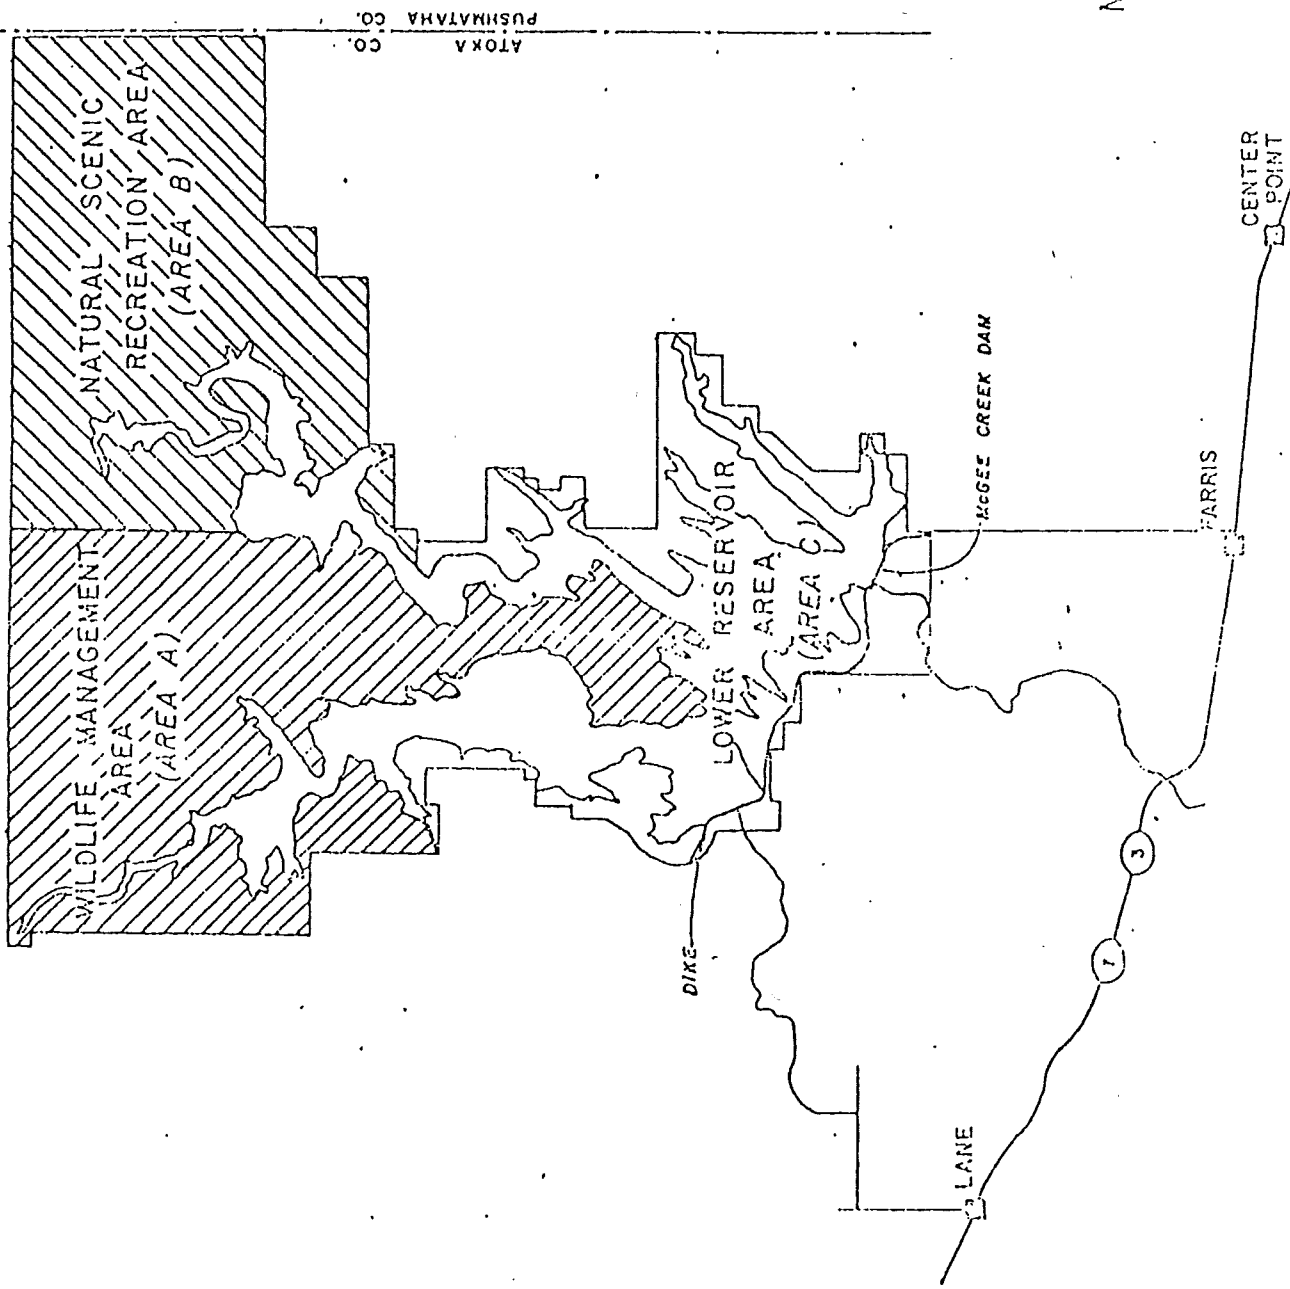 PUSHMATAHA CO.
ATOKA CO.
NATURAL SCENIC
RECREATION AREA
(AREA B)
WILDLIFE MANAGEMENT
AREA
(AREA A)
LOWER RESERVOIR
AREA
(AREA C)
McGEE CREEK DAM
DIKE
CENTER
POINT
FARRIS
LANE
3
7